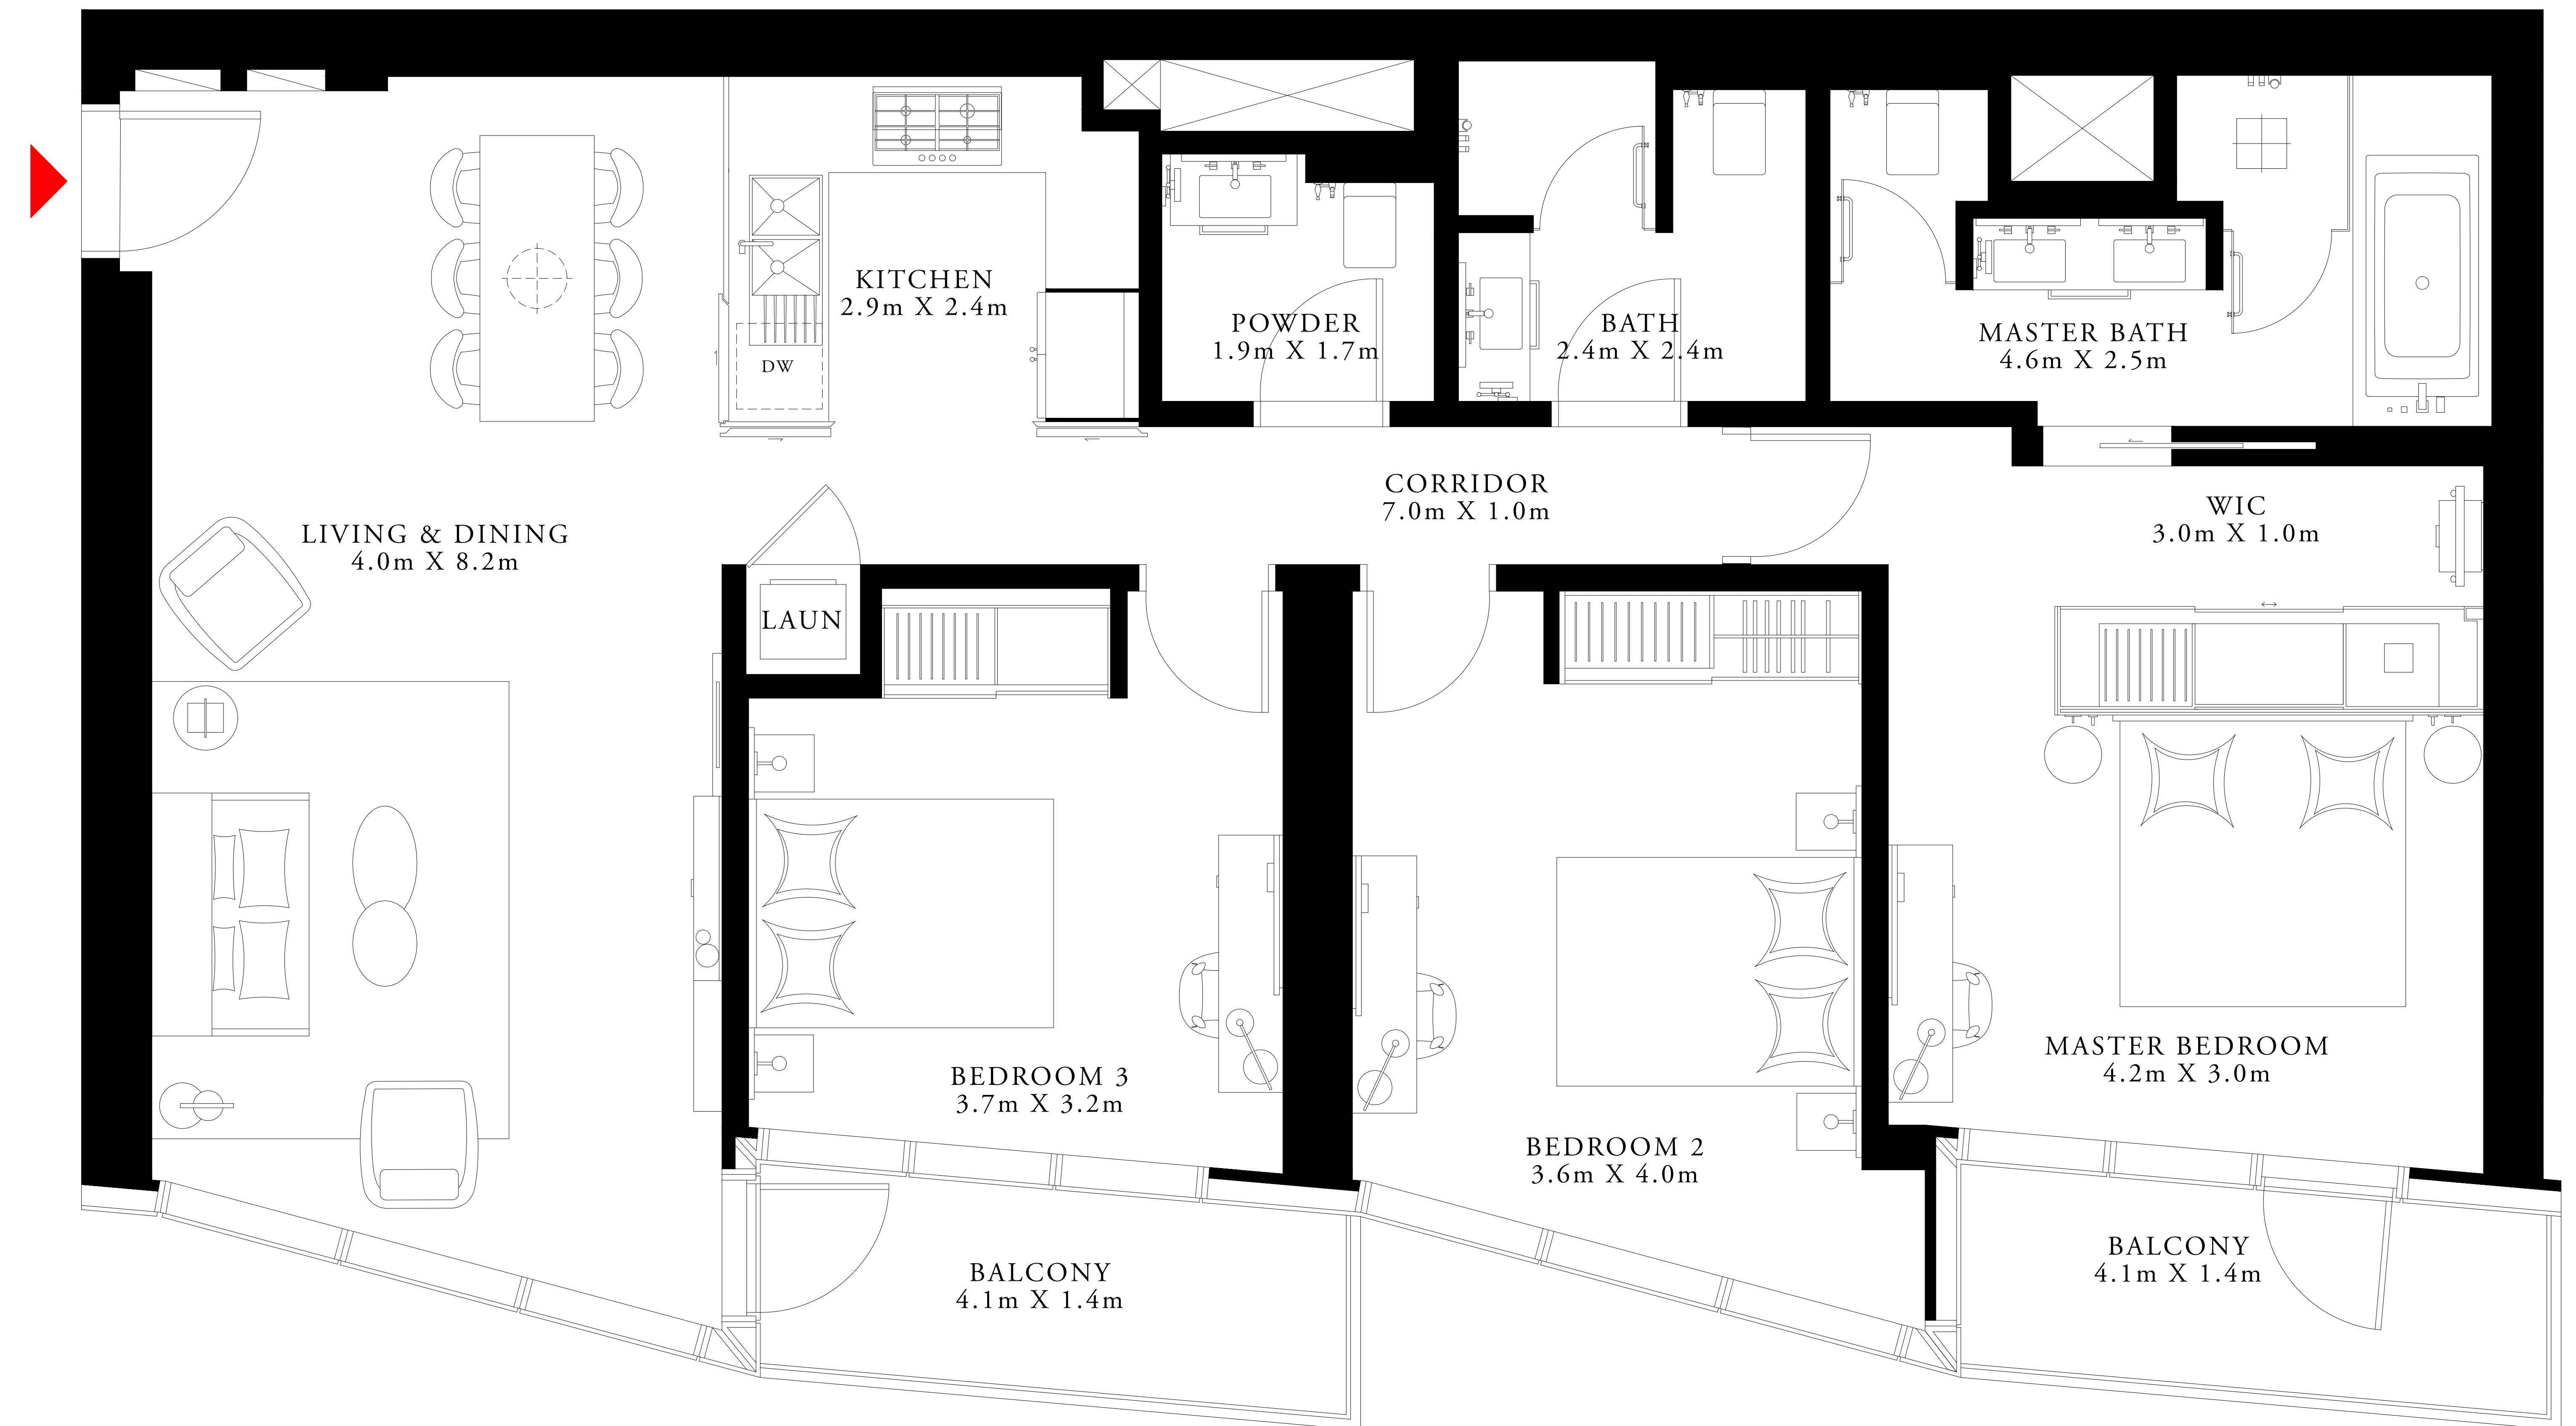 KITCHEN
2.9m X 2.4m
DW
POWDER
1.9m X 1.7m
BATH
2.4m X 2.4m
MASTER BATH
4.6m X 2.5m
LIVING & DINING
4.0m X 8.2m
CORRIDOR
7.0m X 1.0m
WIC
3.0m X 1.0m
LAUN
BEDROOM 3
3.7m X 3.2m
BEDROOM 2
3.6m X 4.0m
MASTER BEDROOM
4.2m X 3.0m
BALCONY
4.1m X 1.4m
BALCONY
4.1m X 1.4m